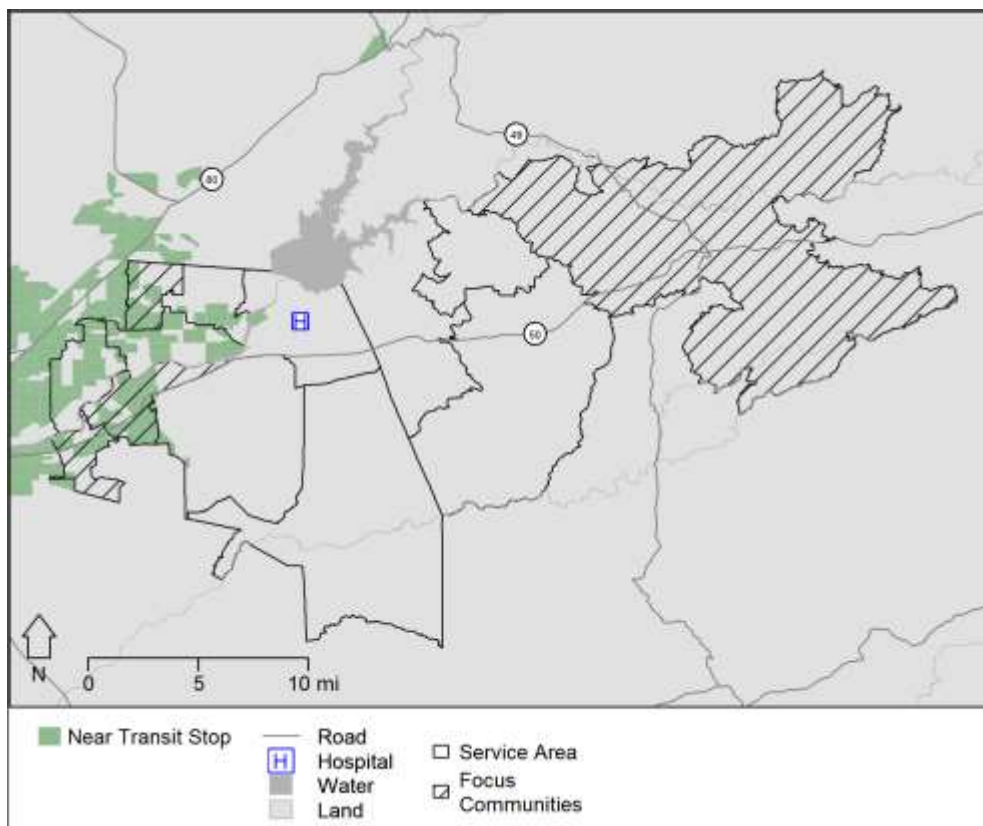 49
80
H
50
N
0 5 10 mi
Near Transit Stop
Road
Hospital
Water
Land
Service Area
Focus
Communities
H